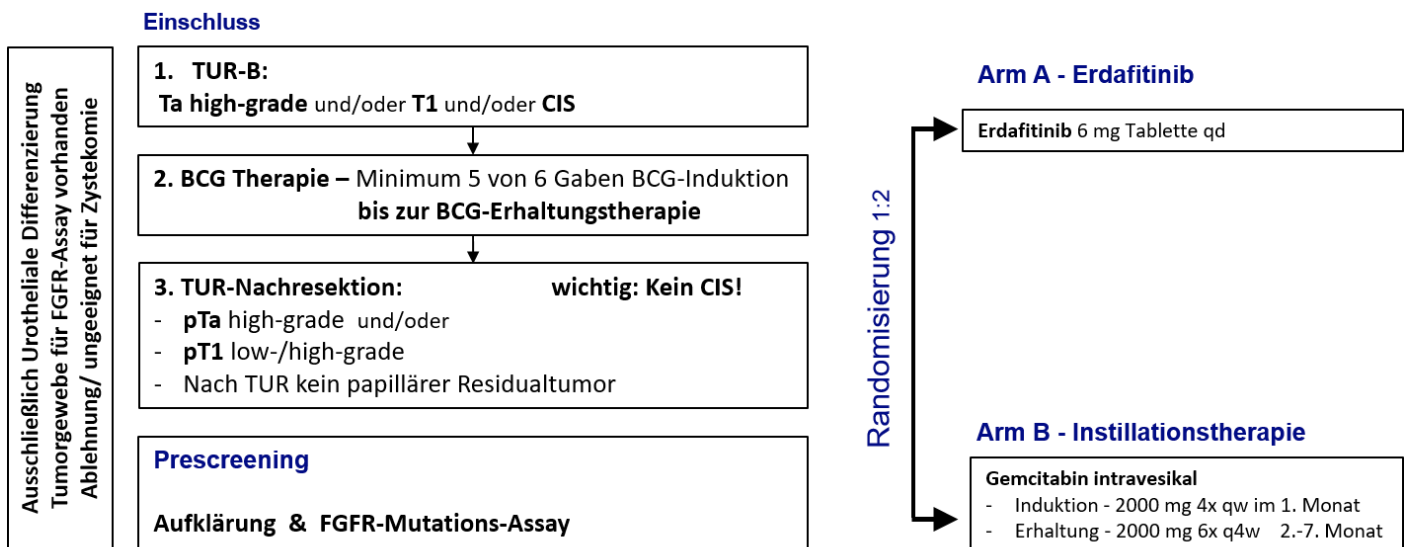 Ausschließlich Urotheliale Differenzierung
Tumorgewebe für FGFR-Assay vorhanden
Ablehnung/ ungeeignet für Zystekomie
Einschluss
1. TUR-B:
Ta high-grade und/oder T1 und/oder CIS
2. BCG Therapie – Minimum 5 von 6 Gaben BCG-Induktion
bis zur BCG-Erhaltungstherapie
3. TUR-Nachresektion: wichtig: Kein CIS!
- pTa high-grade und/oder
- pT1 low-/high-grade
- Nach TUR kein papillärer Residualtumor
Prescreening
Aufklärung & FGFR-Mutations-Assay
Randomisierung 1:2
Arm A - Erdafitinib
Erdafitinib 6 mg Tablette qd
Arm B - Instillationstherapie
Gemcitabin intravesikal
- Induktion - 2000 mg 4x qw im 1. Monat
- Erhaltung - 2000 mg 6x q4w 2.-7. Monat